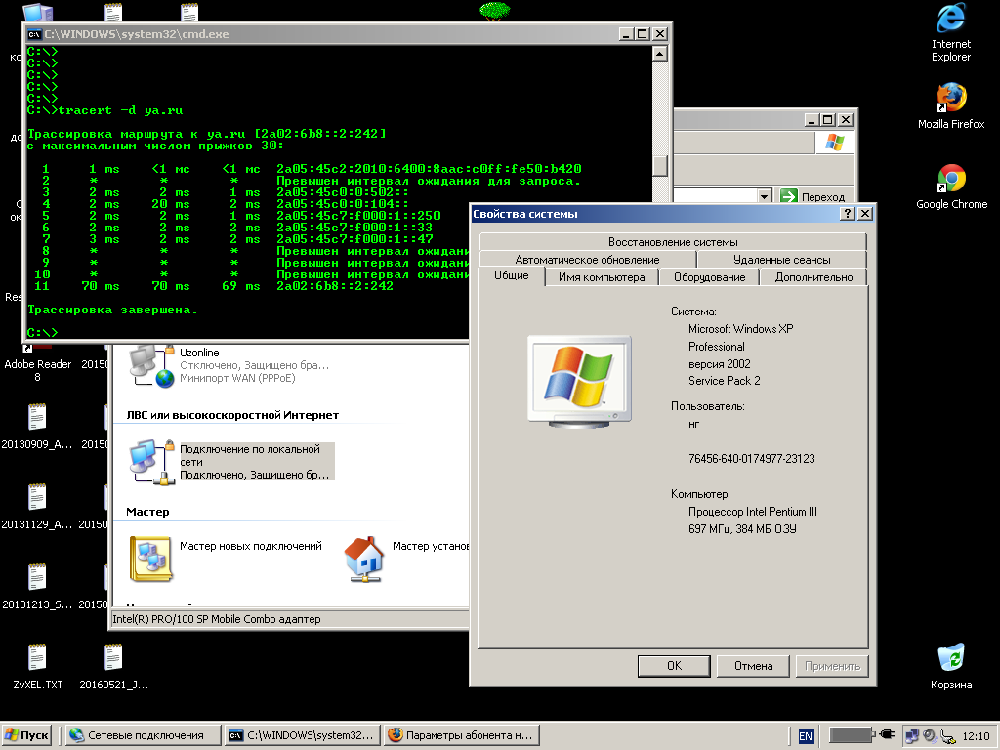 C:\WINDOWS\system32\cmd.exe
C:\>
C:\>
C:\>
C:\>
C:\>
C:\>tracert -d ya.ru
Трассировка маршрута к ya.ru [2a02:6b8::2:242]
с максимальным числом прыжков 30:
1 1 ms <1 мс <1 мс 2a05:45c2:2010:6400:8aac:c0ff:fe50:b420
2 * * * Превышен интервал ожидания для запроса.
3 2 ms 2 ms 1 ms 2a05:45c0:0:502::
4 2 ms 20 ms 2 ms 2a05:45c0:0:104::
5 2 ms 2 ms 1 ms 2a05:45c7:f000:1::250
6 2 ms 2 ms 2 ms 2a05:45c7:f000:1::33
7 3 ms 2 ms 2 ms 2a05:45c7:f000:1::47
8 * * * Превышен интервал ожидани
9 * * * Превышен интервал ожидани
10 * * * Превышен интервал ожидани
11 70 ms 70 ms 69 ms 2a02:6b8::2:242
Трассировка завершена.
C:\>
Переход
Свойства системы
Восстановление системы
Автоматическое обновление
Удаленные сеансы
Общие
Имя компьютера
Оборудование
Дополнительно
Система:
Microsoft Windows XP
Professional
версия 2002
Service Pack 2
Пользователь:
нг
76456-640-0174977-23123
Компьютер:
Процессор Intel Pentium III
697 МГц, 384 МБ ОЗУ
OK
Отмена
Применить
Uzonline
Отключено, Защищено бра...
Минипорт WAN (PPPoE)
ЛВС или высокоскоростной Интернет
Подключение по локальной
сети
Подключено, Защищено бр...
Мастер
Мастер новых подключений
Мастер установ
Intel(R) PRO/100 SP Mobile Combo адаптер
Internet
Explorer
Mozilla Firefox
Google Chrome
Корзина
ко
до
С
ок
Res
Adobe Reader
8
20150
20130909_A...
20150
20131129_A...
20150
20131213_S...
20150
ZyXEL.TXT
20160521_J...
Пуск
Сетевые подключения
C:\WINDOWS\system32...
Параметры абонента н...
EN
12:10